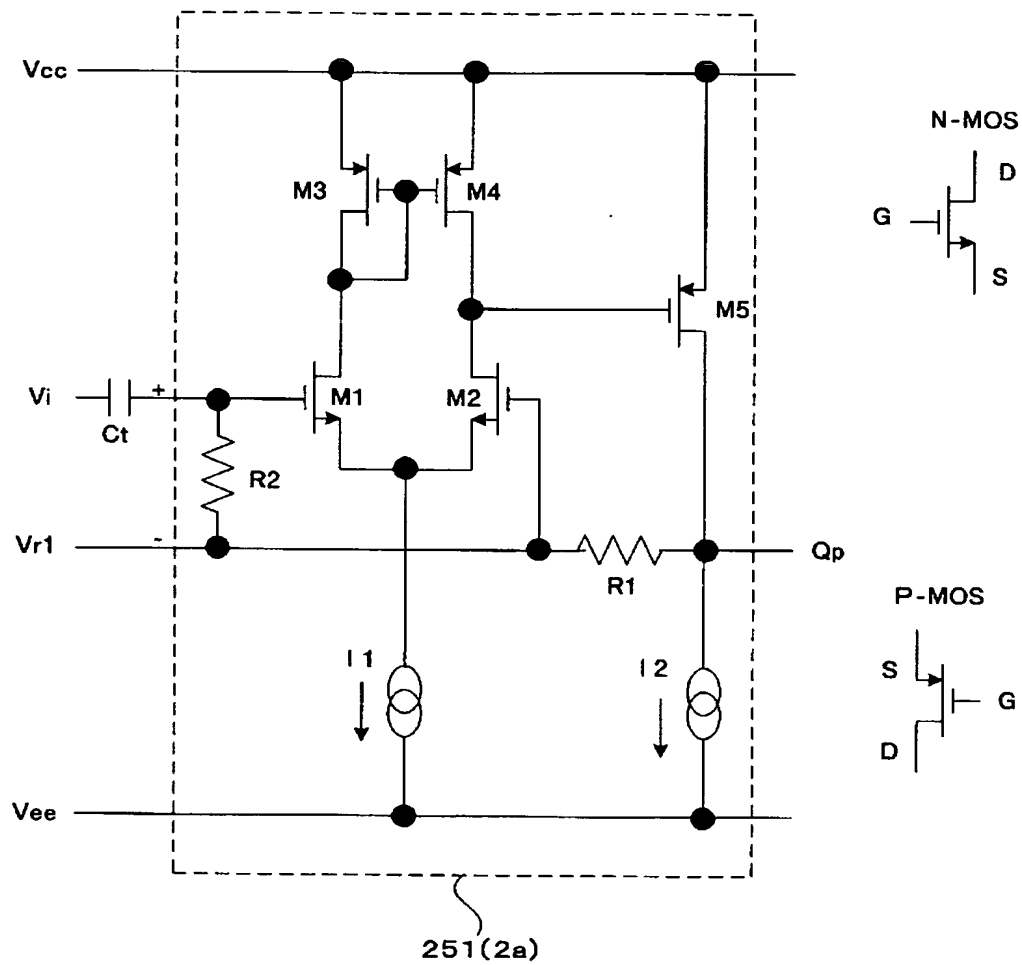 Vcc
N-MOS
M3
M4
D
G
S
M5
Vi
+
Ct
M1
M2
R2
Vr1
-
R1
Qp
P-MOS
I1
I2
S
G
D
Vee
251(2a)